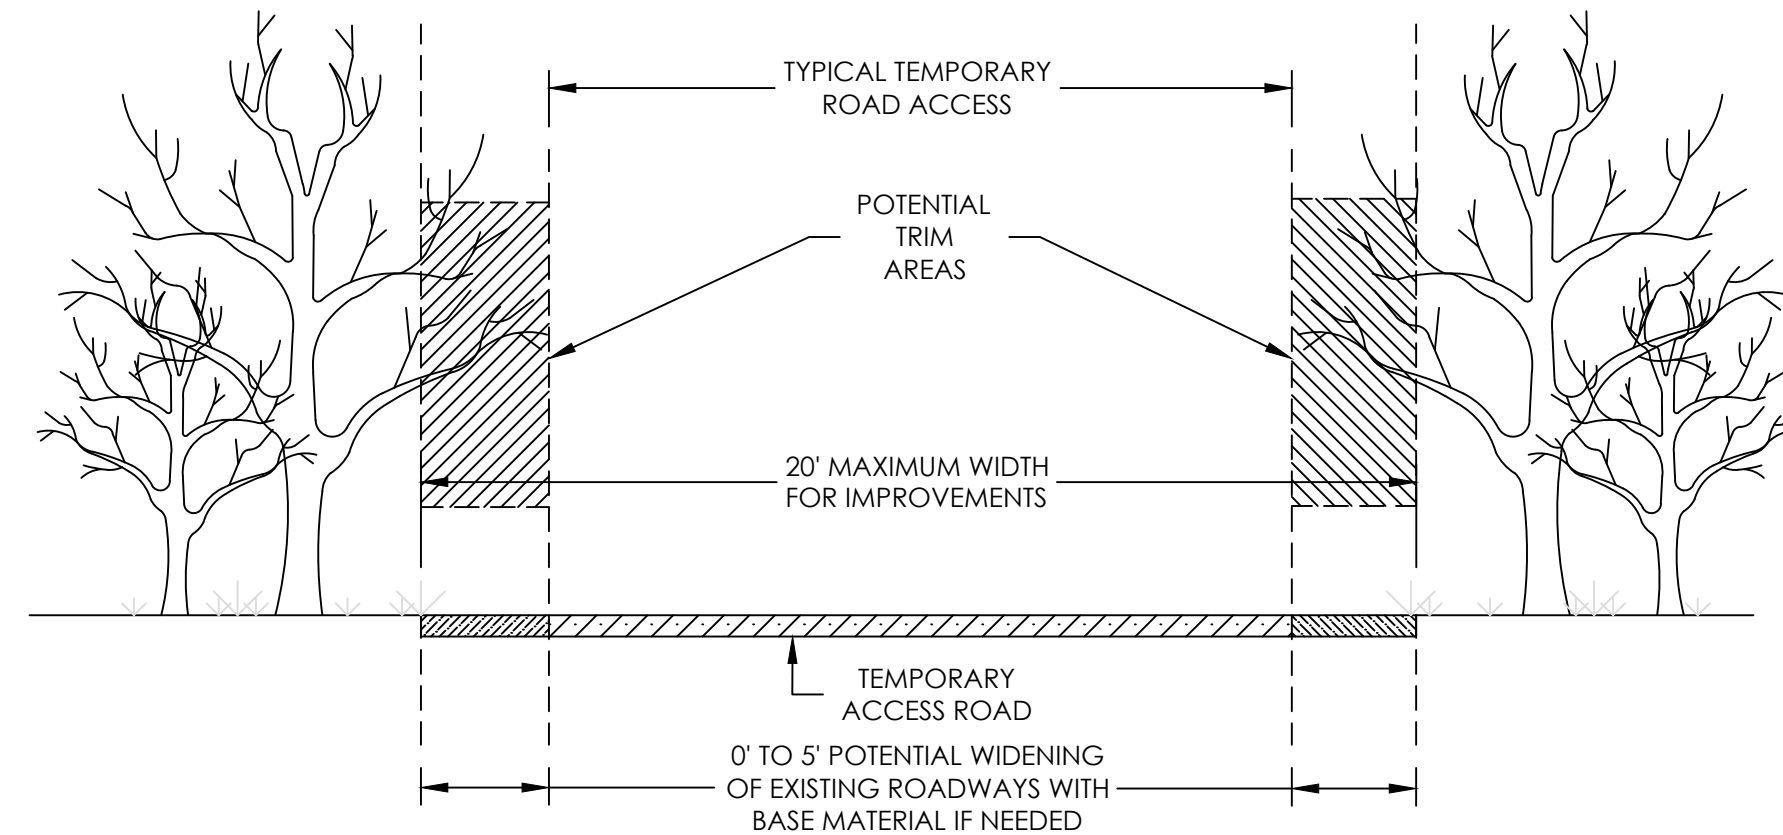 TYPICAL TEMPORARY
ROAD ACCESS
POTENTIAL
TRIM
AREAS
20' MAXIMUM WIDTH
FOR IMPROVEMENTS
TEMPORARY
ACCESS ROAD
0' TO 5' POTENTIAL WIDENING
OF EXISTING ROADWAYS WITH
BASE MATERIAL IF NEEDED